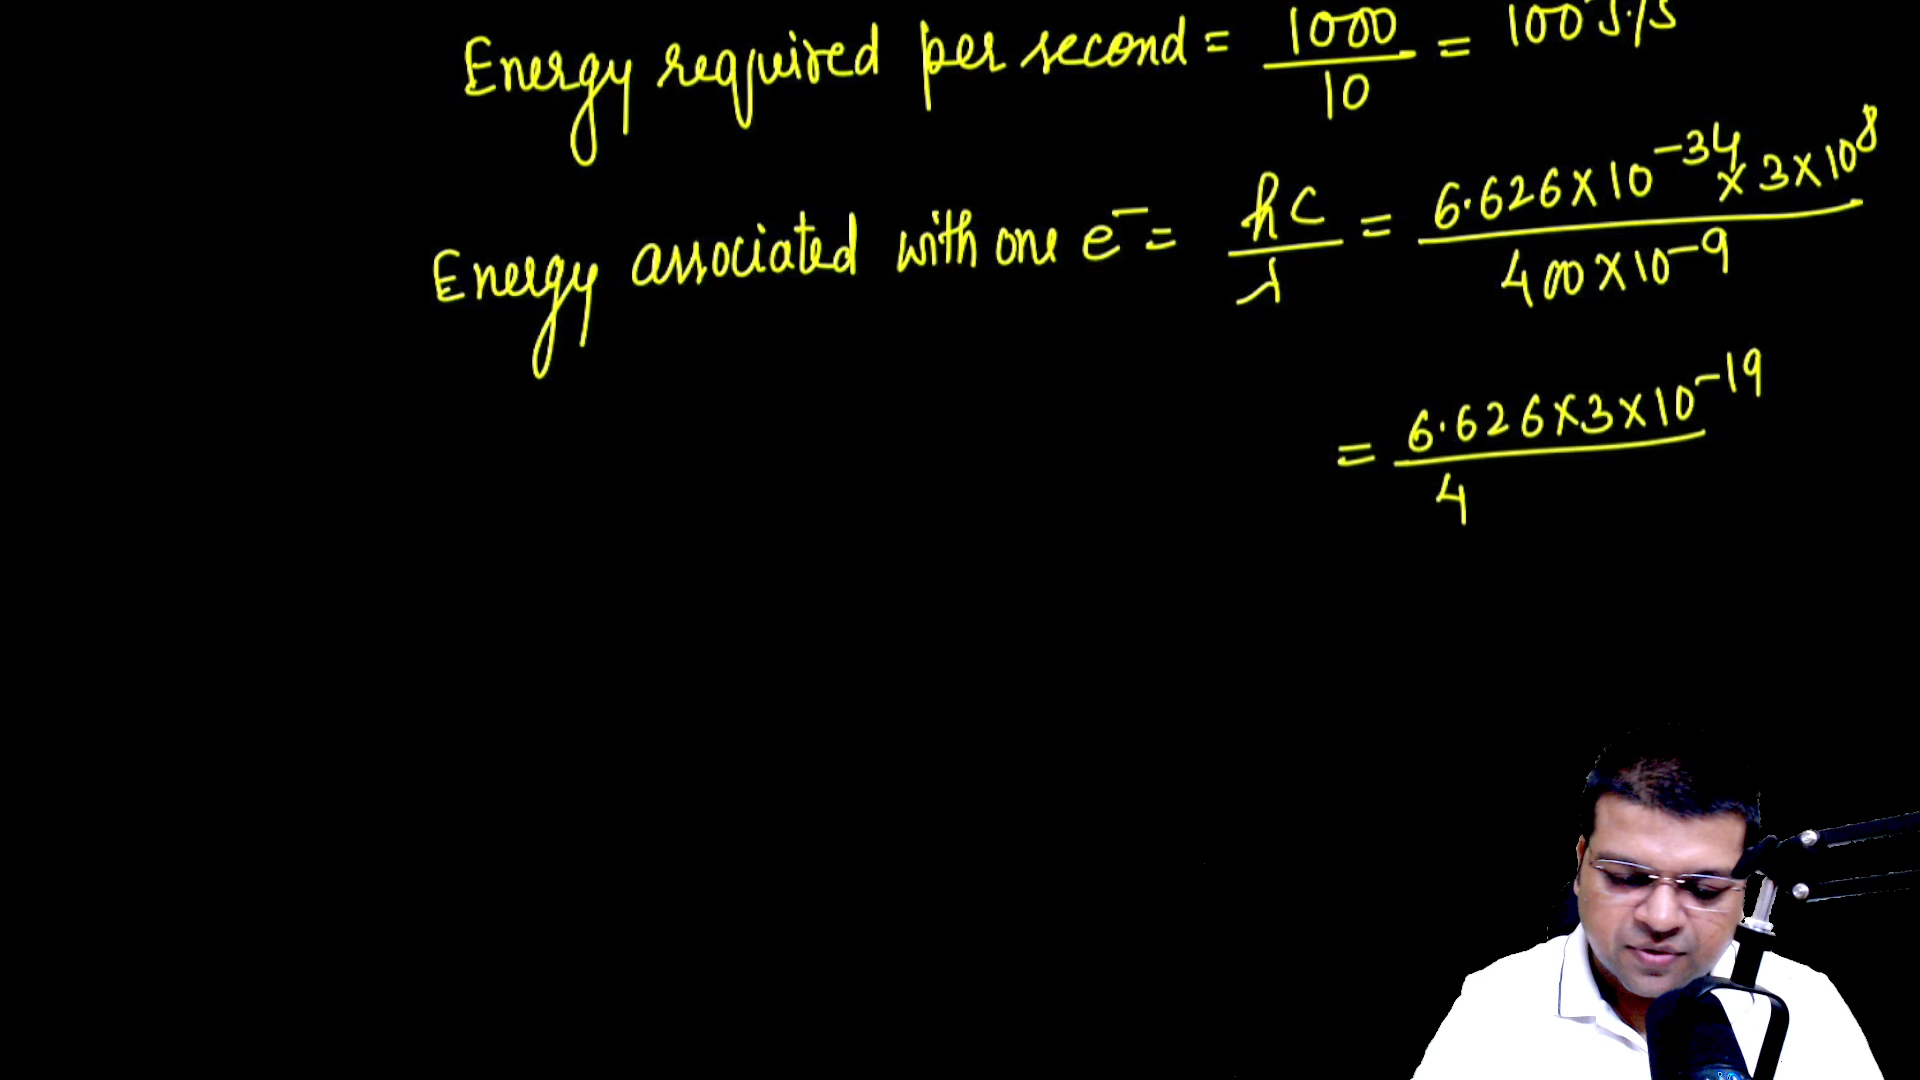 Energy required per second = 1000/10 = 100 J/s
Energy associated with one e⁻ = hc/λ = 6.626×10⁻³⁴ × 3×10⁸ / 400×10⁻⁹
= 6.626×3×10⁻¹⁹ / 4